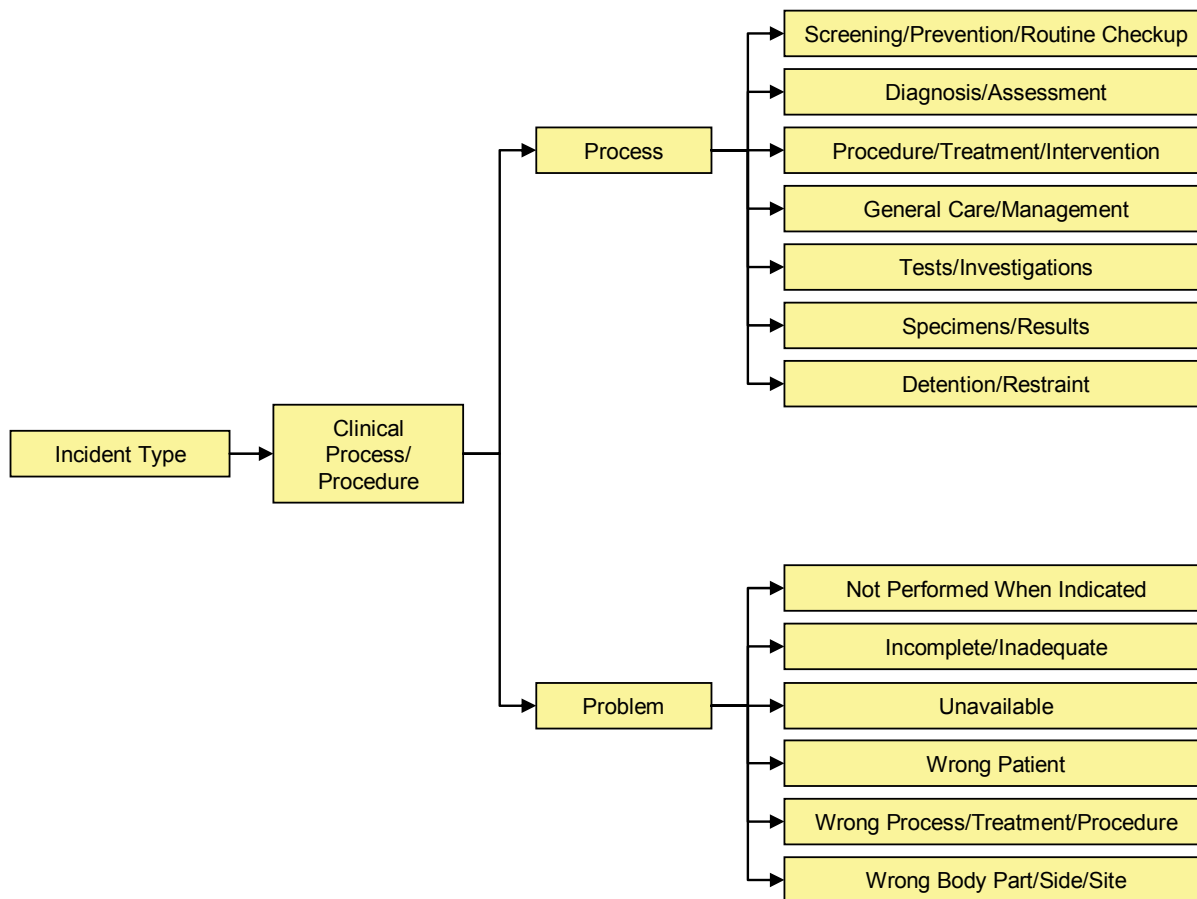 Screening/Prevention/Routine Checkup
Diagnosis/Assessment
Process
Procedure/Treatment/Intervention
General Care/Management
Tests/Investigations
Specimens/Results
Detention/Restraint
Incident Type
Clinical
Process/
Procedure
Not Performed When Indicated
Incomplete/Inadequate
Problem
Unavailable
Wrong Patient
Wrong Process/Treatment/Procedure
Wrong Body Part/Side/Site